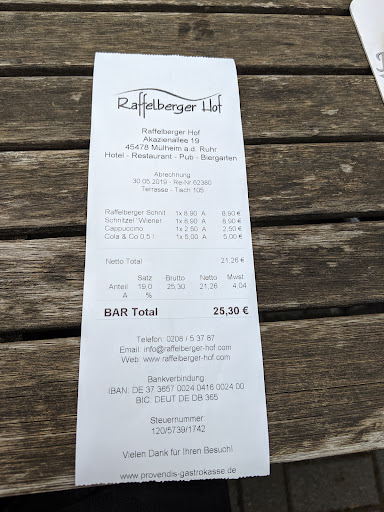 Raffelberger Hof
Raffelberger Hof
Akazienallee 19
45478 Mülheim a.d. Ruhr
Hotel - Restaurant - Pub - Biergarten
Abrechnung
30.05.2019 - Re-Nr 62380
Terrasse - Tisch 105
Raffelberger Schnit. 1x 8,90 A 8,90 €
Schnitzel "Wiener 1x 8,90 A 8,90 €
Cappuccino 1x 2,50 A 2,50 €
Cola & Co 0,5 l 1x 5,00 A 5,00 €
Netto Total 21,26 €
Satz Brutto Netto Mwst.
Anteil 19,0 25,30 21,26 4,04
A %
BAR Total 25,30 €
Telefon: 0208 / 5 37 87
Email: info@raffelberger-hof.com
Web: www.raffelberger-hof.com
Bankverbindung
IBAN: DE 37 3657 0024 0416 0024 00
BIC: DEUT DE DB 365
Steuernummer
120/5739/1742
Vielen Dank für Ihren Besuch!
www.provendis-gastrokasse.de